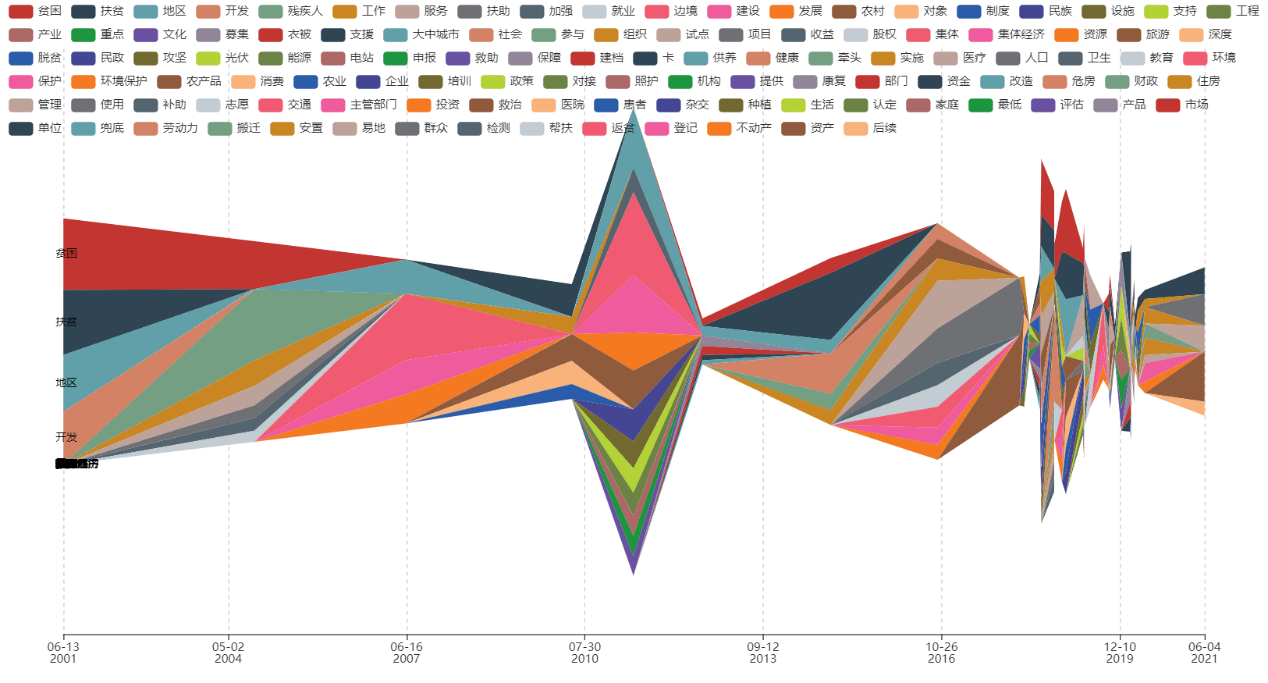 贫困 扶贫 地区 开发 残疾人 工作 服务 扶助 加强 就业 边境 建设 发展 农村 对象 制度 民族 设施 支持 工程
产业 重点 文化 募集 衣被 支援 大中城市 社会 参与 组织 试点 项目 收益 股权 集体 集体经济 资源 旅游 深度
脱贫 民政 攻坚 光伏 能源 电站 申报 救助 保障 建档 卡 供养 健康 牵头 实施 医疗 人口 卫生 教育 环境
保护 环境保护 农产品 消费 农业 企业 培训 政策 对接 照护 机构 提供 康复 部门 资金 改造 危房 财政 住房
管理 使用 补助 志愿 交通 主管部门 投资 救治 医院 患者 杂交 种植 生活 认定 家庭 最低 评估 产品 市场
单位 兜底 劳动力 搬迁 安置 易地 群众 检测 帮扶 返贫 登记 不动产 资产 后续
贫困
扶贫
地区
开发
06-13 05-02 06-16 07-30 09-12 10-26 12-10 06-04
2001 2004 2007 2010 2013 2016 2019 2021